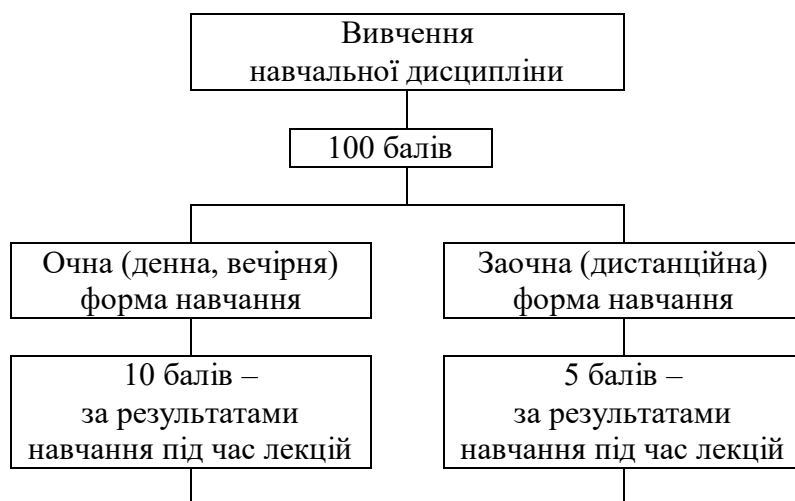 Вивчення
навчальної дисципліни
100 балів
Очна (денна, вечірня)
форма навчання
Заочна (дистанційна)
форма навчання
10 балів –
за результатами
навчання під час лекцій
5 балів –
за результатами
навчання під час лекцій